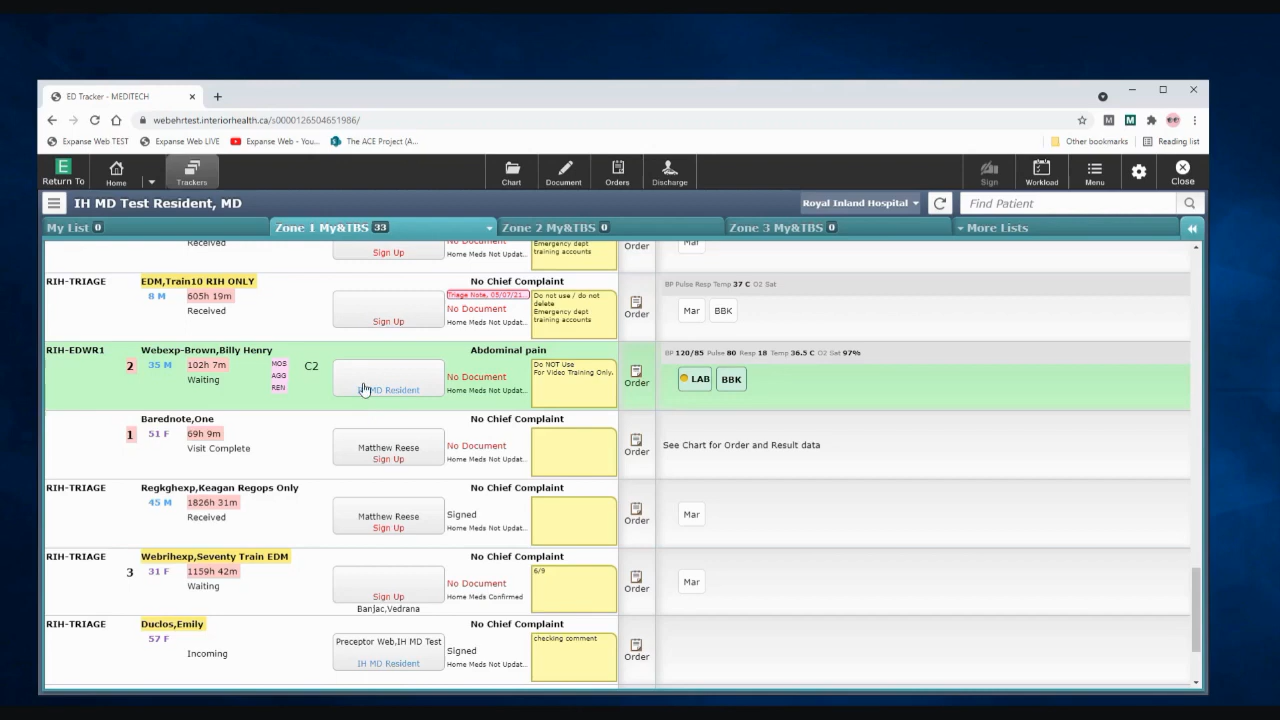 ED Tracker - MEDITECH
webehrtest.interiorhealth.ca/s0000126504651986/
Expanse Web TEST Expanse Web LIVE Expanse Web - You... The ACE Project (A... Other bookmarks Reading list
Return To Home Trackers Chart Document Orders Discharge Sign Workload Menu Close
IH MD Test Resident, MD Royal Inland Hospital Find Patient
My List 0 Zone 1 My&TBS 33 Zone 2 My&TBS 0 Zone 3 My&TBS 0 More Lists
Received Sign Up No Document Home Meds Not Updat... Emergency dept Order Mar
training accounts
RIH-TRIAGE EDM,Train10 RIH ONLY No Chief Complaint BP Pulse Resp Temp 37 C O2 Sat
8 M 605h 19m Triage Note, 05/07/21... Do not use / do not
delete
Received No Document Emergency dept Order Mar BBK
Sign Up Home Meds Not Updat... training accounts
RIH-EDWR1 Webexp-Brown,Billy Henry Abdominal pain BP 120/85 Pulse 80 Resp 18 Temp 36.5 C O2 Sat 97%
2 35 M 102h 7m MOS C2 Do NOT Use
For Video Training Only.
Waiting AGG No Document Order LAB BBK
REN MD Resident Home Meds Not Updat...
Baredznote,One No Chief Complaint
1 51 F 69h 9m
Visit Complete Matthew Reese No Document Order See Chart for Order and Result data
Sign Up Home Meds Not Updat...
RIH-TRIAGE Regkghexp,Keagan Regops Only No Chief Complaint
45 M 1826h 31m
Received Matthew Reese Signed Order Mar
Sign Up Home Meds Not Updat...
RIH-TRIAGE Webrihexp,Seventy Train EDM No Chief Complaint
3 31 F 1159h 42m 6/9
Waiting No Document Order Mar
Sign Up Home Meds Confirmed
Banjac,Vedrana
RIH-TRIAGE Duclos,Emily No Chief Complaint
57 F Preceptor Web,IH MD Test checking comment
Incoming Signed Order
IH MD Resident Home Meds Not Updat...